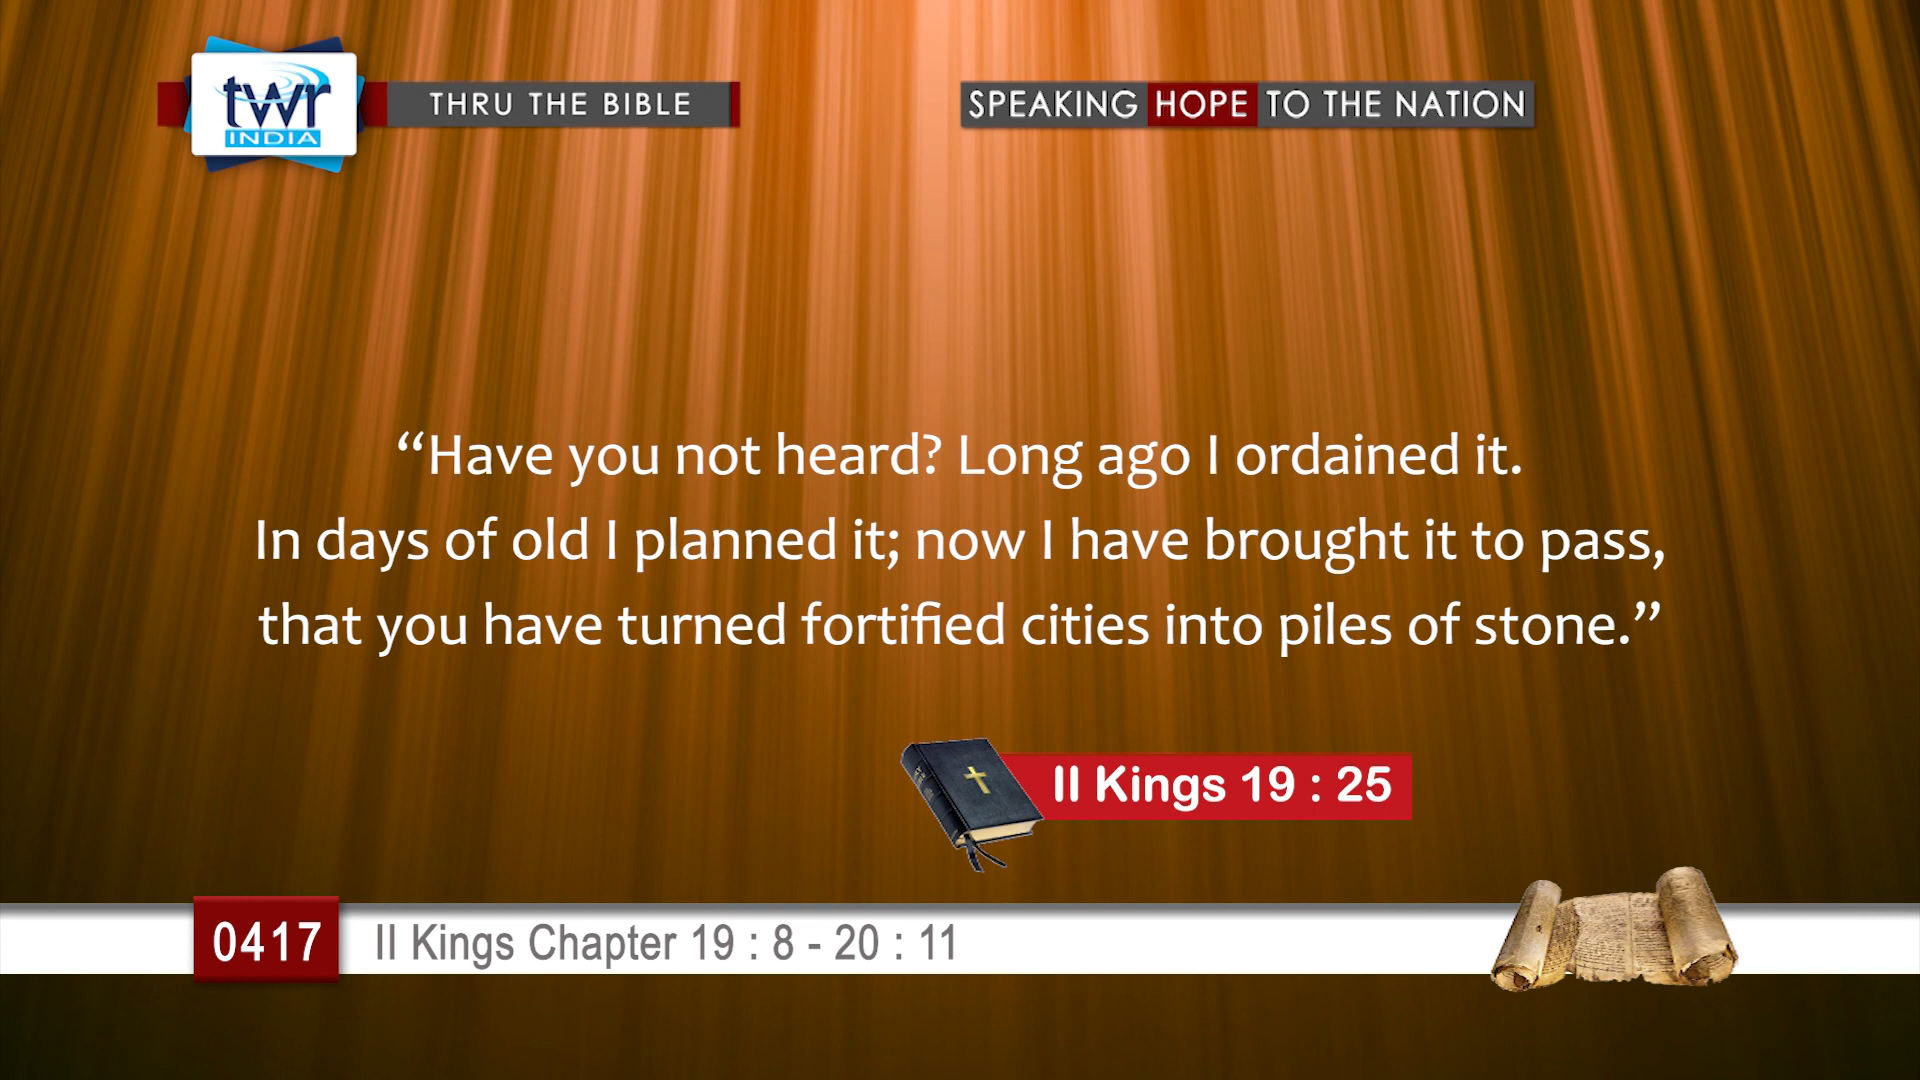 twr
INDIA
THRU THE BIBLE
SPEAKING HOPE TO THE NATION
“Have you not heard? Long ago I ordained it.
In days of old I planned it; now I have brought it to pass,
that you have turned fortified cities into piles of stone.”
II Kings 19 : 25
0417
II Kings Chapter 19 : 8 - 20 : 11